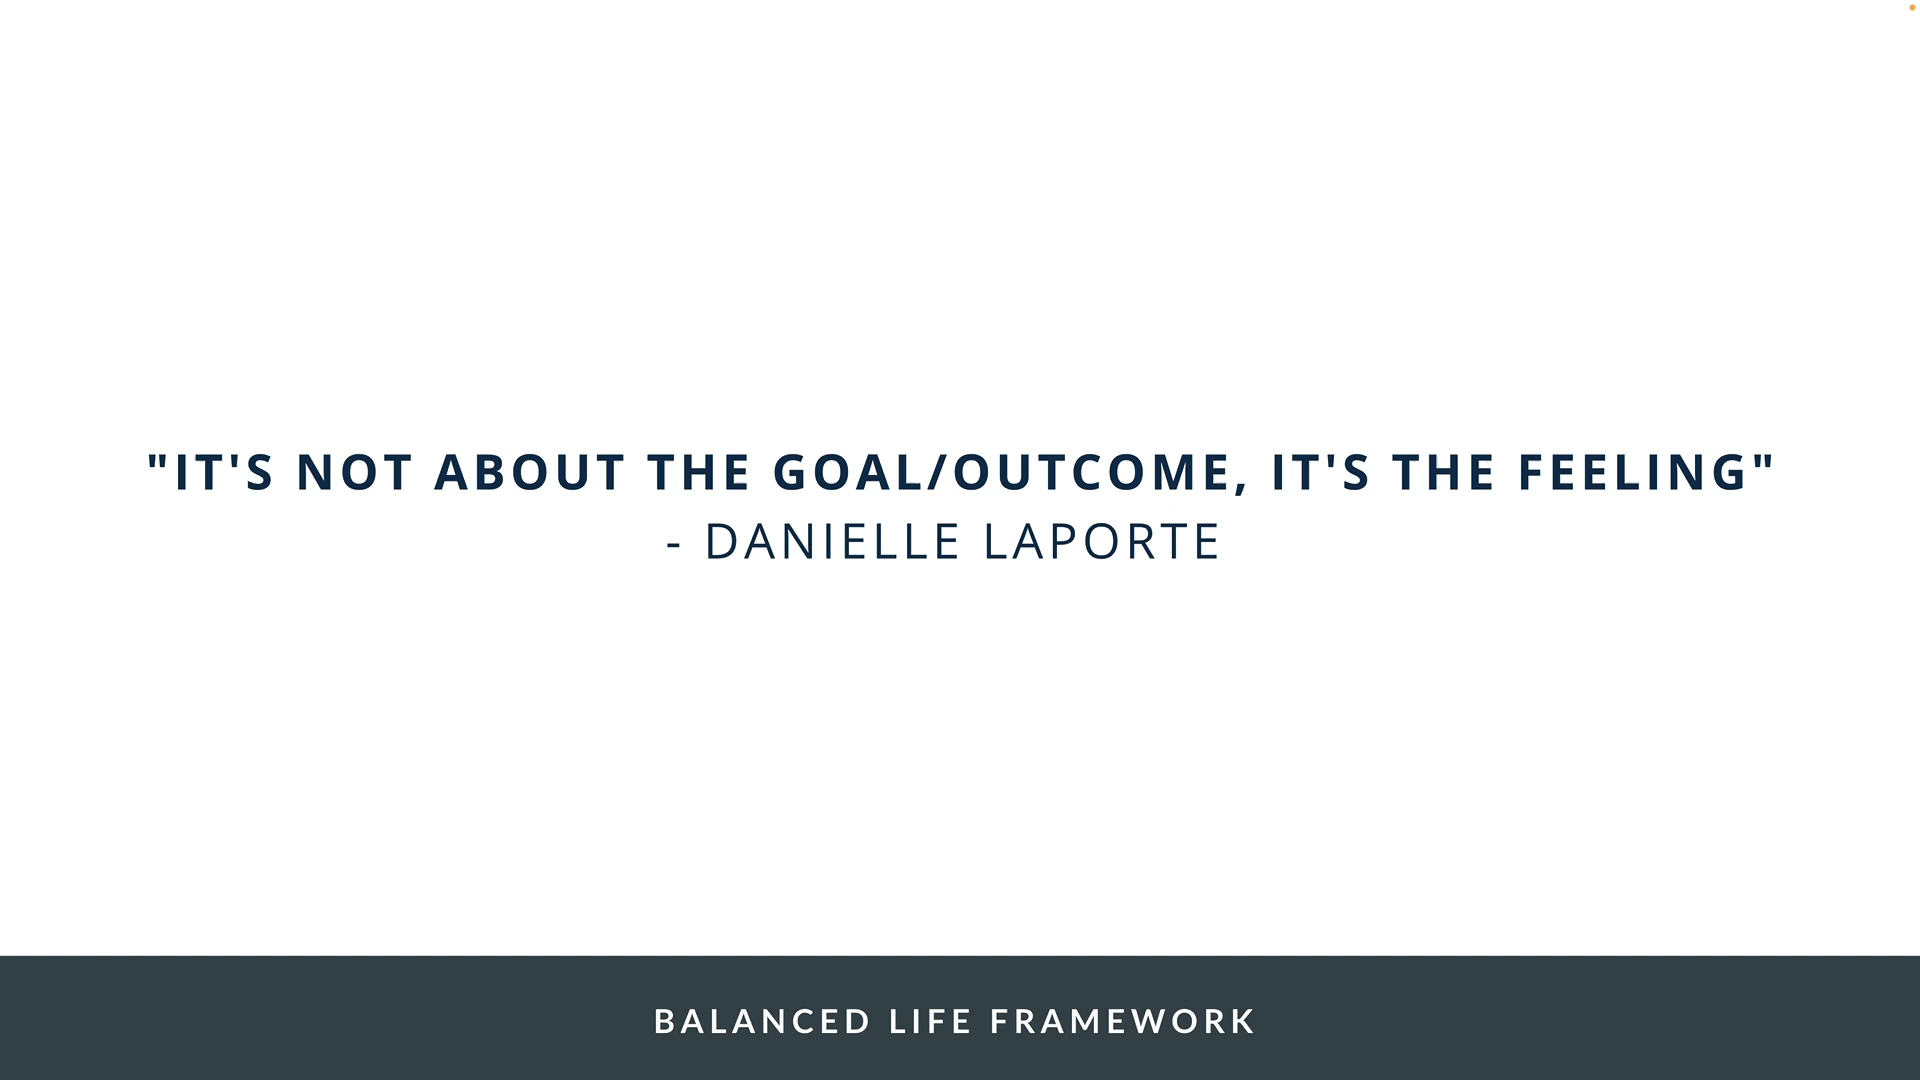 "IT'S NOT ABOUT THE GOAL/OUTCOME, IT'S THE FEELING"
- DANIELLE LAPORTE
BALANCED LIFE FRAMEWORK